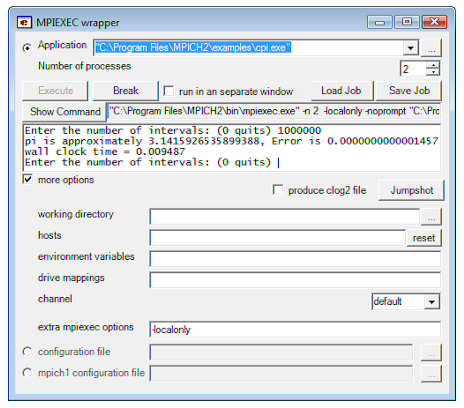 MPIEXEC wrapper
Application "C:\Program Files\MPICH2\examples\cpi.exe" ...
Number of processes 2
Execute Break run in an separate window Load Job Save Job
Show Command "C:\Program Files\MPICH2\bin\mpiexec.exe" -n 2 -localonly -noprompt "C:\Prc
Enter the number of intervals: (0 quits) 1000000
pi is approximately 3.1415926535899388, Error is 0.0000000000001457
wall clock time = 0.009487
Enter the number of intervals: (0 quits)
more options
produce clog2 file Jumpshot
working directory ...
hosts reset
environment variables
drive mappings
channel default
extra mpiexec options -localonly
configuration file ...
mpich1 configuration file ...